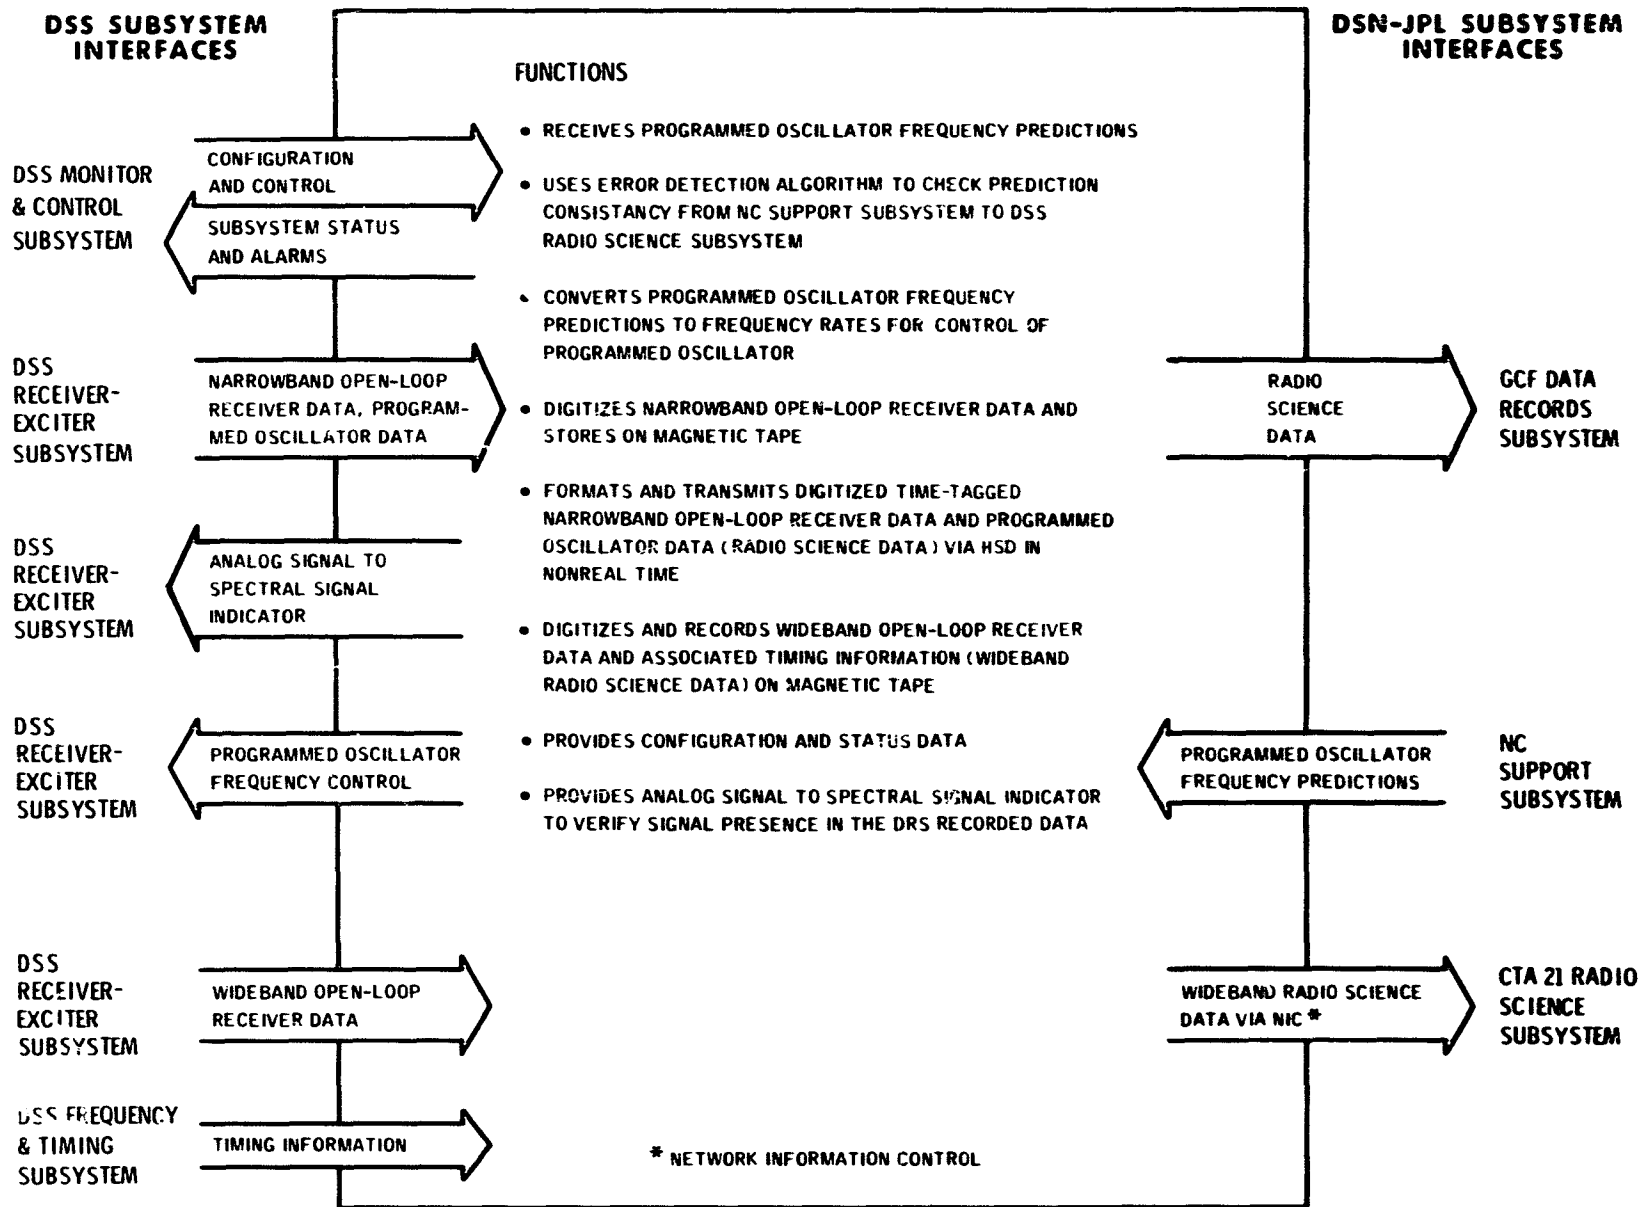 DSS SUBSYSTEM
INTERFACES
DSN-JPL SUBSYSTEM
INTERFACES
FUNCTIONS
• RECEIVES PROGRAMMED OSCILLATOR FREQUENCY PREDICTIONS
• USES ERROR DETECTION ALGORITHM TO CHECK PREDICTION
CONSISTANCY FROM NC SUPPORT SUBSYSTEM TO DSS
RADIO SCIENCE SUBSYSTEM
• CONVERTS PROGRAMMED OSCILLATOR FREQUENCY
PREDICTIONS TO FREQUENCY RATES FOR CONTROL OF
PROGRAMMED OSCILLATOR
• DIGITIZES NARROWBAND OPEN-LOOP RECEIVER DATA AND
STORES ON MAGNETIC TAPE
• FORMATS AND TRANSMITS DIGITIZED TIME-TAGGED
NARROWBAND OPEN-LOOP RECEIVER DATA AND PROGRAMMED
OSCILLATOR DATA (RADIO SCIENCE DATA) VIA HSD IN
NONREAL TIME
• DIGITIZES AND RECORDS WIDEBAND OPEN-LOOP RECEIVER
DATA AND ASSOCIATED TIMING INFORMATION (WIDEBAND
RADIO SCIENCE DATA) ON MAGNETIC TAPE
• PROVIDES CONFIGURATION AND STATUS DATA
• PROVIDES ANALOG SIGNAL TO SPECTRAL SIGNAL INDICATOR
TO VERIFY SIGNAL PRESENCE IN THE DRS RECORDED DATA
DSS MONITOR
& CONTROL
SUBSYSTEM
CONFIGURATION
AND CONTROL
SUBSYSTEM STATUS
AND ALARMS
DSS
RECEIVER-
EXCITER
SUBSYSTEM
NARROWBAND OPEN-LOOP
RECEIVER DATA, PROGRAM-
MED OSCILLATOR DATA
DSS
RECEIVER-
EXCITER
SUBSYSTEM
ANALOG SIGNAL TO
SPECTRAL SIGNAL
INDICATOR
DSS
RECEIVER-
EXCITER
SUBSYSTEM
PROGRAMMED OSCILLATOR
FREQUENCY CONTROL
DSS
RECEIVER-
EXCITER
SUBSYSTEM
WIDEBAND OPEN-LOOP
RECEIVER DATA
DSS FREQUENCY
& TIMING
SUBSYSTEM
TIMING INFORMATION
RADIO
SCIENCE
DATA
GCF DATA
RECORDS
SUBSYSTEM
PROGRAMMED OSCILLATOR
FREQUENCY PREDICTIONS
NC
SUPPORT
SUBSYSTEM
WIDEBAND RADIO SCIENCE
DATA VIA NIC *
CTA 21 RADIO
SCIENCE
SUBSYSTEM
* NETWORK INFORMATION CONTROL